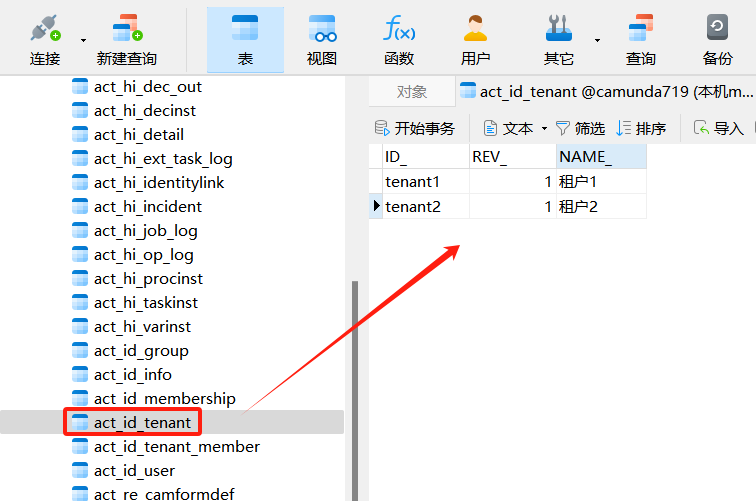 连接 新建查询 表 视图 函数 用户 其它 查询 备份
act_hi_dec_out
act_hi_decinst
act_hi_detail
act_hi_ext_task_log
act_hi_identitylink
act_hi_incident
act_hi_job_log
act_hi_op_log
act_hi_procinst
act_hi_taskinst
act_hi_varinst
act_id_group
act_id_info
act_id_membership
act_id_tenant
act_id_tenant_member
act_id_user
act_re_camformdef
对象 act_id_tenant @camunda719 (本机m...
开始事务 文本 筛选 排序 导入
ID_ REV_ NAME_
tenant1 1 租户1
tenant2 1 租户2